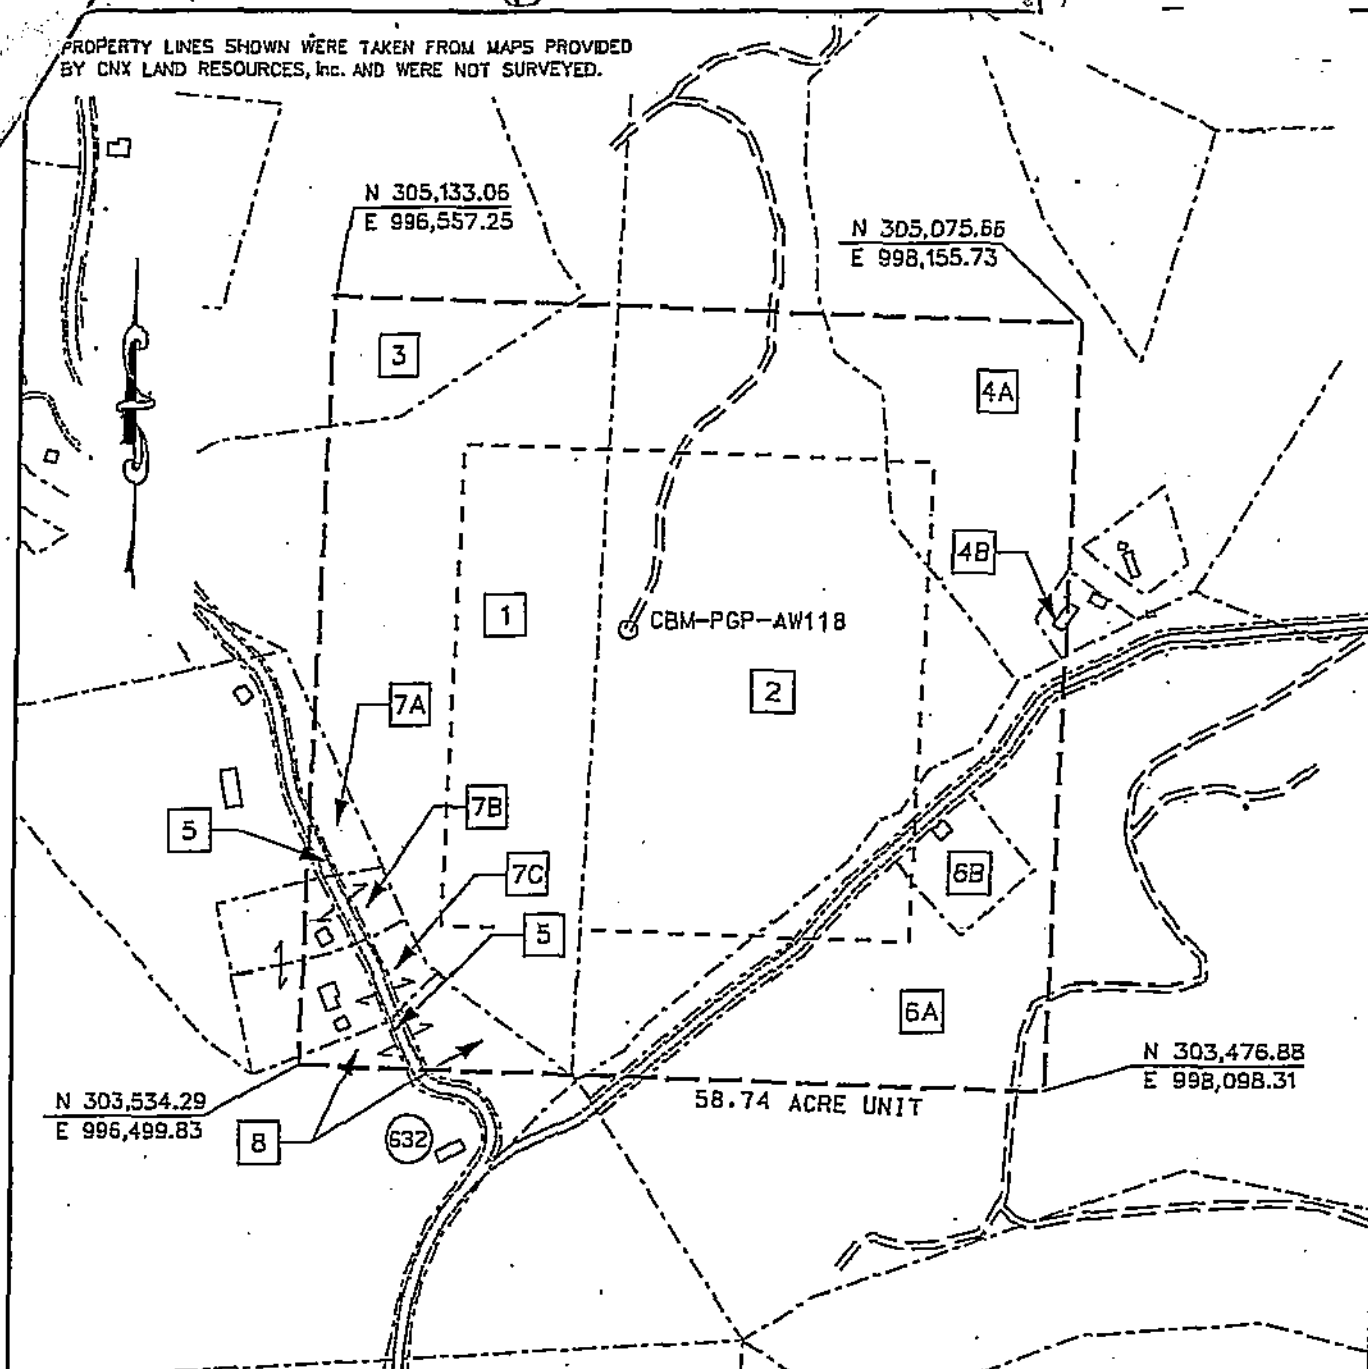 PROPERTY LINES SHOWN WERE TAKEN FROM MAPS PROVIDED
BY CNX LAND RESOURCES, Inc. AND WERE NOT SURVEYED.
N 305,133.06
E 996,557.25
N 305,075.66
E 998,155.73
3
4A
4B
1
CBM-PGP-AW118
2
7A
7B
5
7C
6B
5
6A
N 303,476.88
E 998,098.31
N 303,534.29
E 996,499.83
58.74 ACRE UNIT
8
632